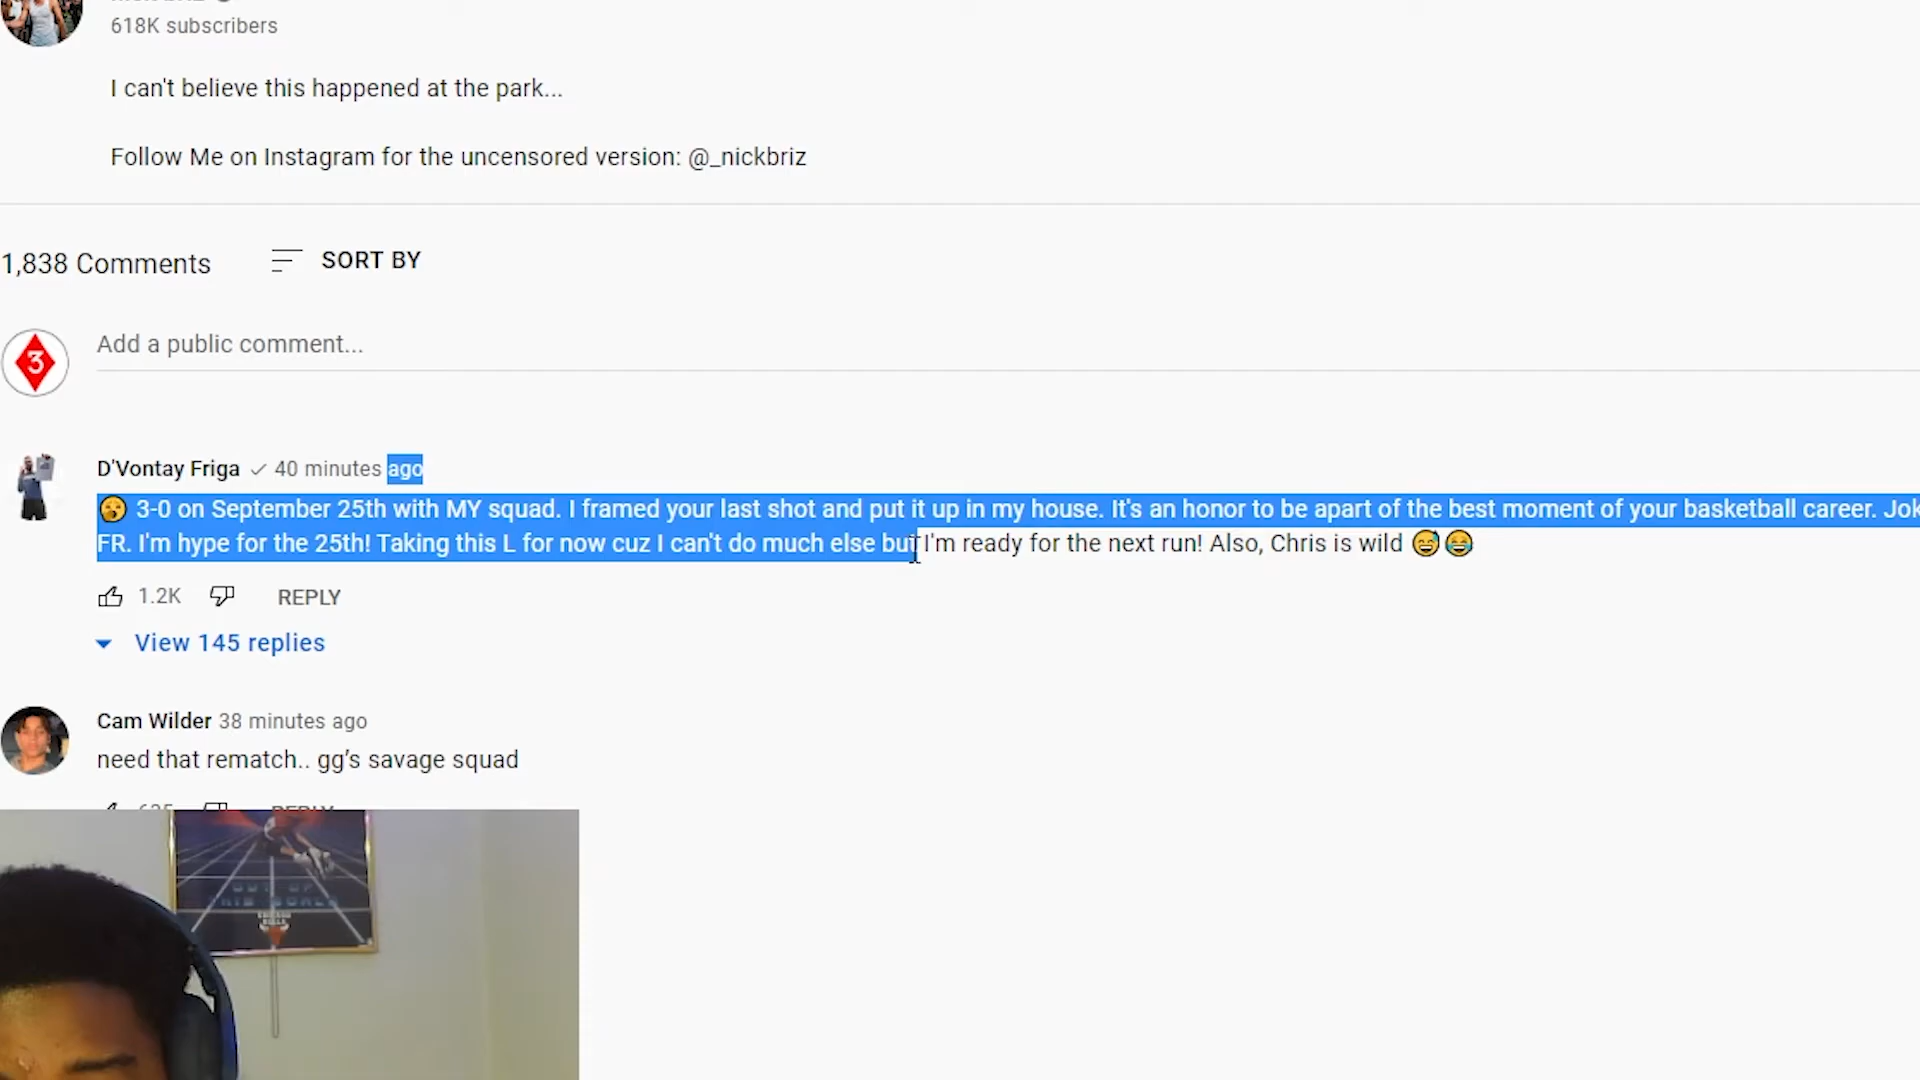 618K subscribers
I can't believe this happened at the park...
Follow Me on Instagram for the uncensored version: @_nickbriz
1,838 Comments
SORT BY
3
Add a public comment...
D'Vontay Friga 40 minutes ago
😵 3-0 on September 25th with MY squad. I framed your last shot and put it up in my house. It's an honor to be apart of the best moment of your basketball career. Jok
FR. I'm hype for the 25th! Taking this L for now cuz I can't do much else but I'm ready for the next run! Also, Chris is wild 😅😂
1.2K
REPLY
View 145 replies
Cam Wilder 38 minutes ago
need that rematch.. gg’s savage squad
635
REPLY